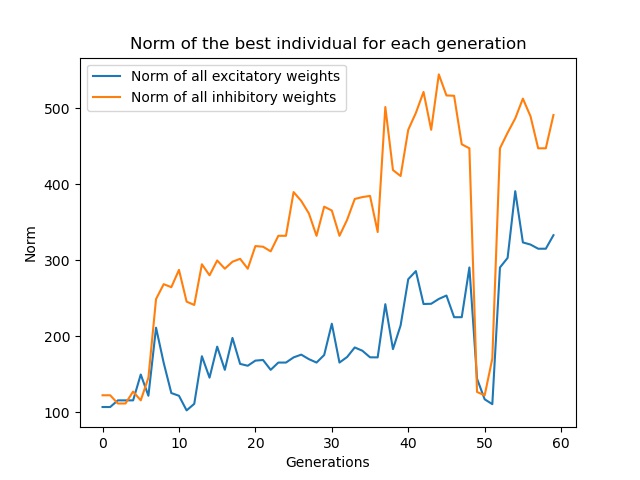 Norm of the best individual for each generation
Norm of all excitatory weights
Norm of all inhibitory weights
Norm
500
400
300
200
100
0 10 20 30 40 50 60
Generations